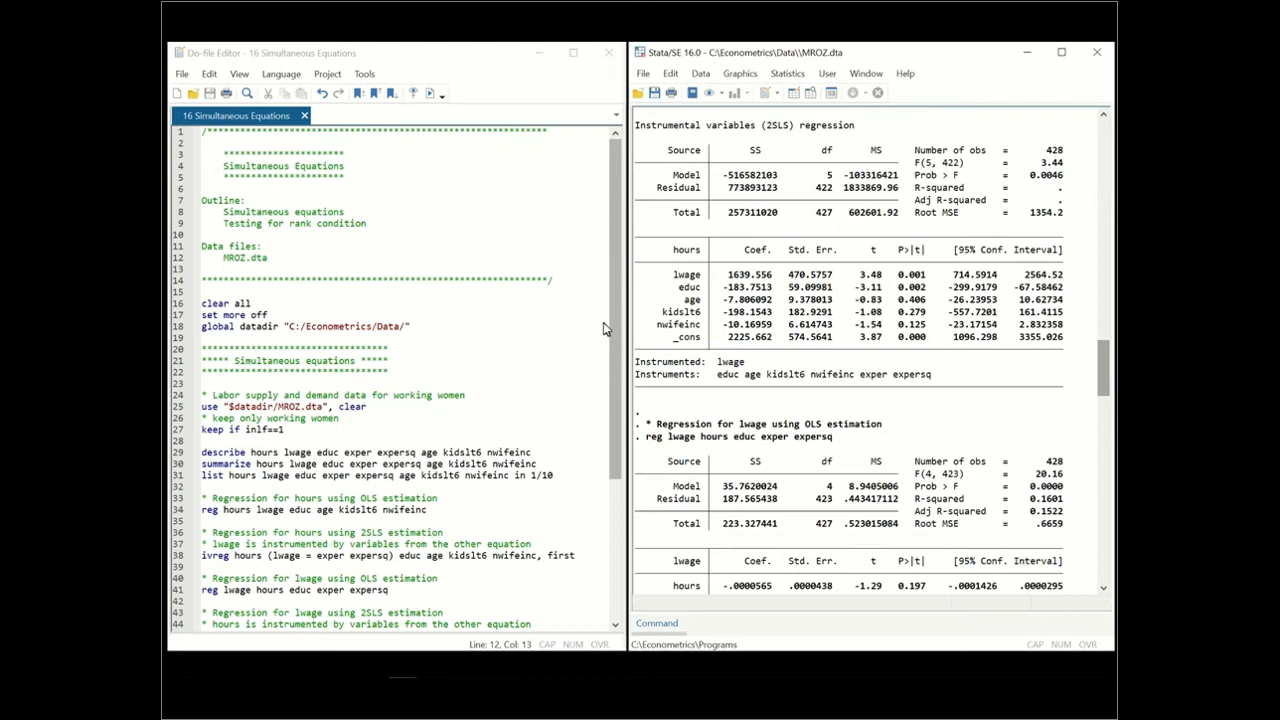 Do-file Editor - 16 Simultaneous Equations
File Edit View Language Project Tools
16 Simultaneous Equations
1 /*************************************************************
2
3 **********************
4 Simultaneous Equations
5 **********************
6
7 Outline:
8 Simultaneous equations
9 Testing for rank condition
10
11 Data files:
12 MROZ.dta
13
14 **************************************************************/
15
16 clear all
17 set more off
18 global datadir "C:/Econometrics/Data/"
19
20 **********************************
21 ***** Simultaneous equations *****
22 **********************************
23
24 * Labor supply and demand data for working women
25 use "$datadir/MROZ.dta", clear
26 * keep only working women
27 keep if inlf==1
28
29 describe hours lwage educ exper expersq age kidslt6 nwifeinc
30 summarize hours lwage educ exper expersq age kidslt6 nwifeinc
31 list hours lwage educ exper expersq age kidslt6 nwifeinc in 1/10
32
33 * Regression for hours using OLS estimation
34 reg hours lwage educ age kidslt6 nwifeinc
35
36 * Regression for hours using 2SLS estimation
37 * lwage is instrumented by variables from the other equation
38 ivreg hours (lwage = exper expersq) educ age kidslt6 nwifeinc, first
39
40 * Regression for lwage using OLS estimation
41 reg lwage hours educ exper expersq
42
43 * Regression for lwage using 2SLS estimation
44 * hours is instrumented by variables from the other equation
Line: 12, Col: 13 CAP NUM OVR
Stata/SE 16.0 - C:\Econometrics\Data\\MROZ.dta
File Edit Data Graphics Statistics User Window Help
Instrumental variables (2SLS) regression
Source SS df MS Number of obs = 428
F(5, 422) = 3.44
Model -516582103 5 -103316421 Prob > F = 0.0046
Residual 773893123 422 1833869.96 R-squared = .
Adj R-squared = .
Total 257311020 427 602601.92 Root MSE = 1354.2
hours Coef. Std. Err. t P>|t| [95% Conf. Interval]
lwage 1639.556 470.5757 3.48 0.001 714.5914 2564.52
educ -183.7513 59.09981 -3.11 0.002 -299.9179 -67.58462
age -7.806092 9.378013 -0.83 0.406 -26.23953 10.62734
kidslt6 -198.1543 182.9291 -1.08 0.279 -557.7201 161.4115
nwifeinc -10.16959 6.614743 -1.54 0.125 -23.17154 2.832358
_cons 2225.662 574.5641 3.87 0.000 1096.298 3355.026
Instrumented: lwage
Instruments: educ age kidslt6 nwifeinc exper expersq
.
. * Regression for lwage using OLS estimation
. reg lwage hours educ exper expersq
Source SS df MS Number of obs = 428
F(4, 423) = 20.16
Model 35.7620024 4 8.9405006 Prob > F = 0.0000
Residual 187.565438 423 .443417112 R-squared = 0.1601
Adj R-squared = 0.1522
Total 223.327441 427 .523015084 Root MSE = .6659
lwage Coef. Std. Err. t P>|t| [95% Conf. Interval]
hours -.0000565 .0000438 -1.29 0.197 -.0001426 .0000295
Command
C:\Econometrics\Programs CAP NUM OVR